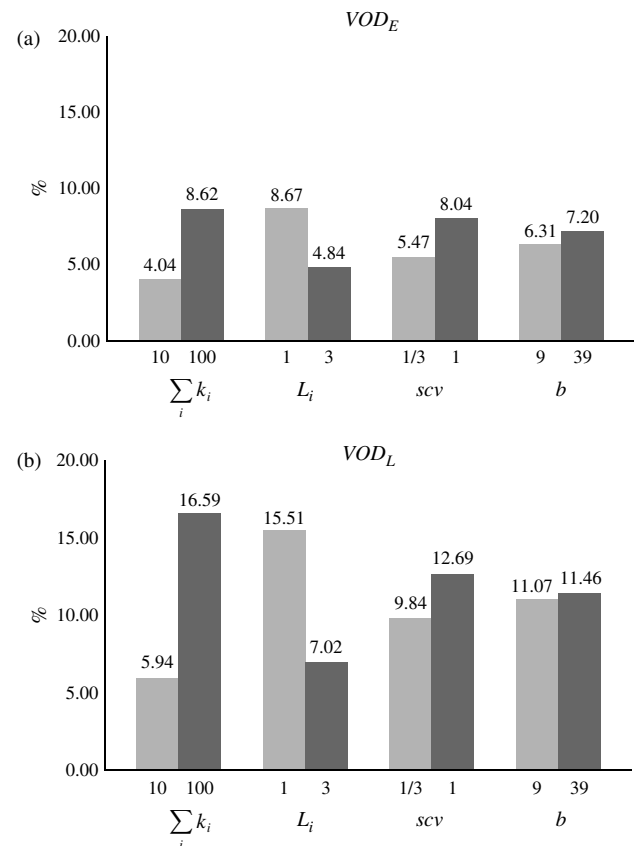 (a)
VOD_E
20.00
15.00
10.00
5.00
0.00
%
4.04 8.62 8.67 4.84 5.47 8.04 6.31 7.20
10 100 1 3 1/3 1 9 39
∑_i k_i L_i scv b
(b)
VOD_L
20.00
15.00
10.00
5.00
0.00
%
5.94 16.59 15.51 7.02 9.84 12.69 11.07 11.46
10 100 1 3 1/3 1 9 39
∑_i k_i L_i scv b